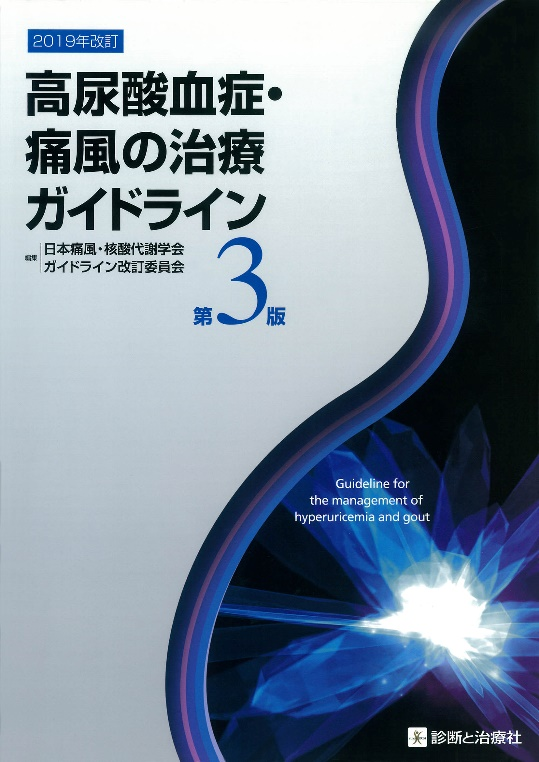 2019年改訂
高尿酸血症・
痛風の治療
ガイドライン
編集
日本痛風・核酸代謝学会
ガイドライン改訂委員会
第3版
Guideline for
the management of
hyperuricemia and gout
診断と治療社